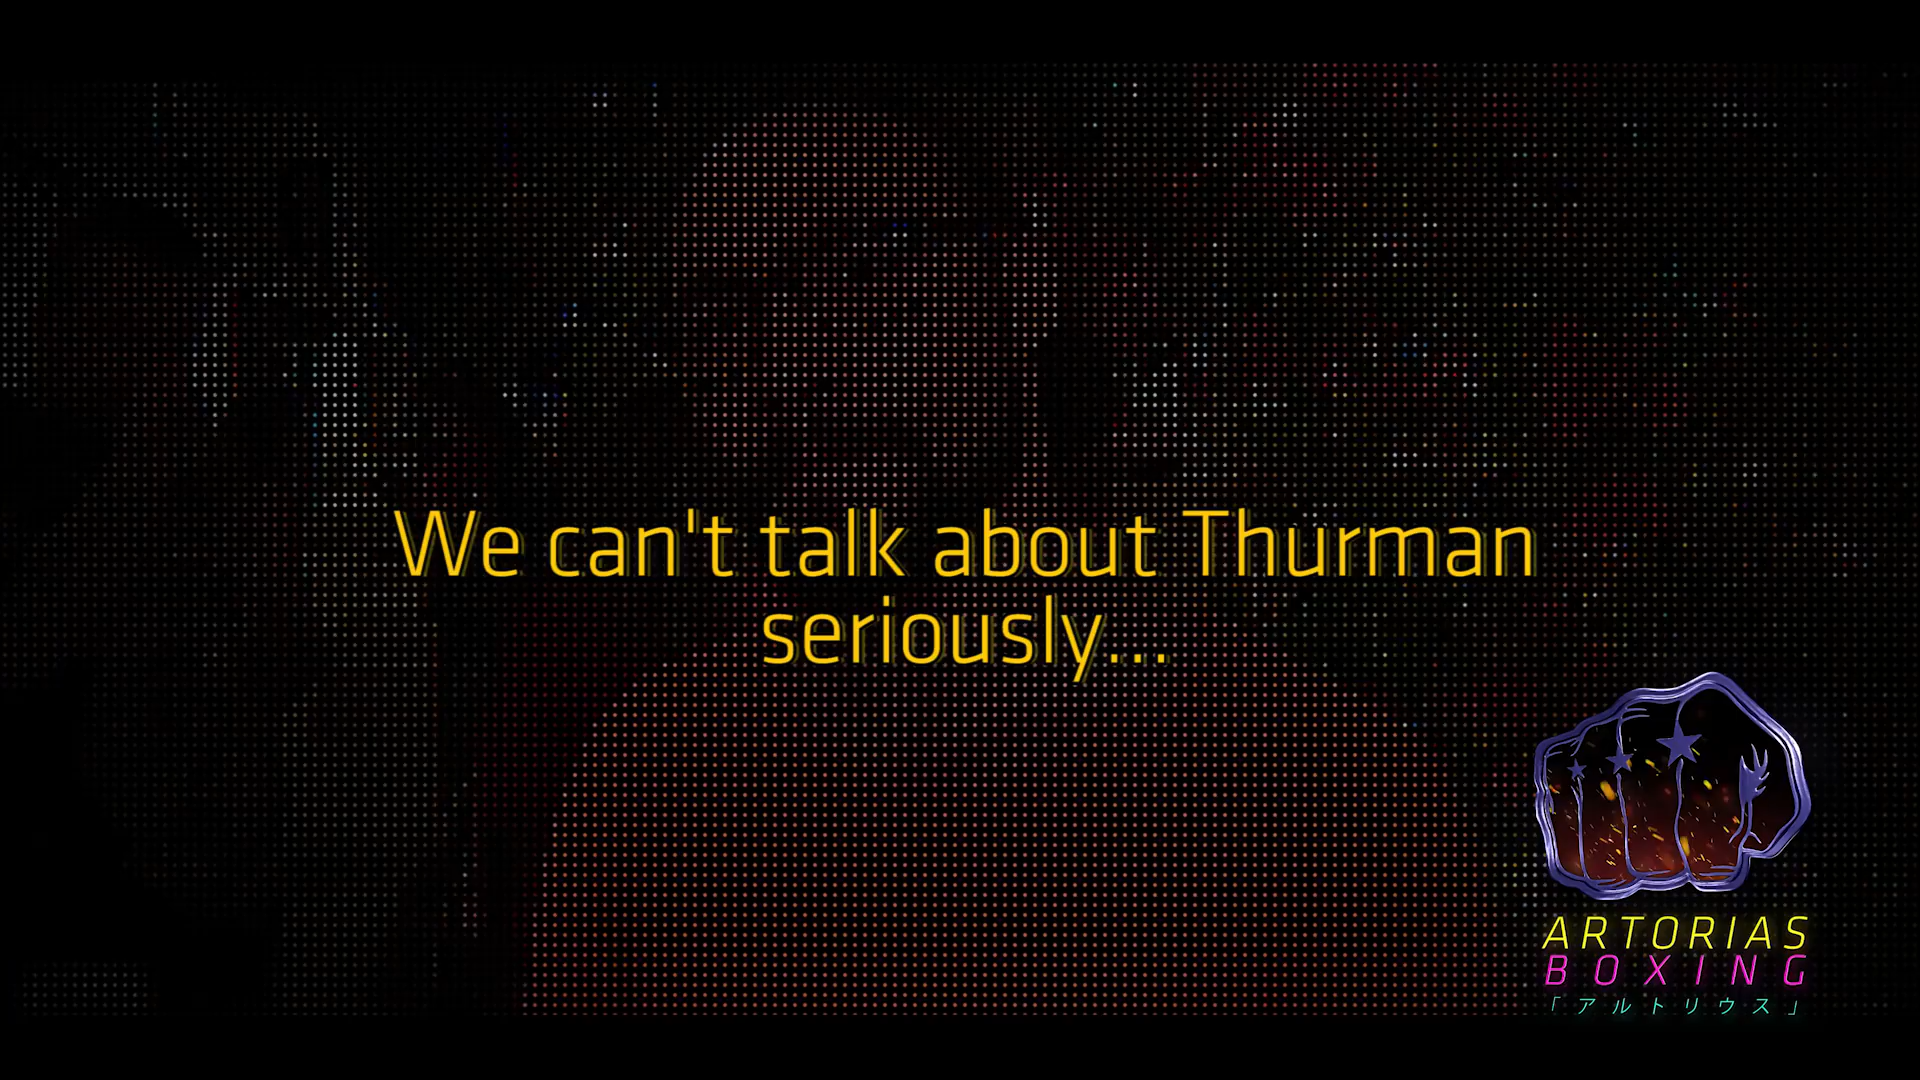 We can't talk about Thurman
seriously...
ARTORIAS
BOXING
「アルトリウス」